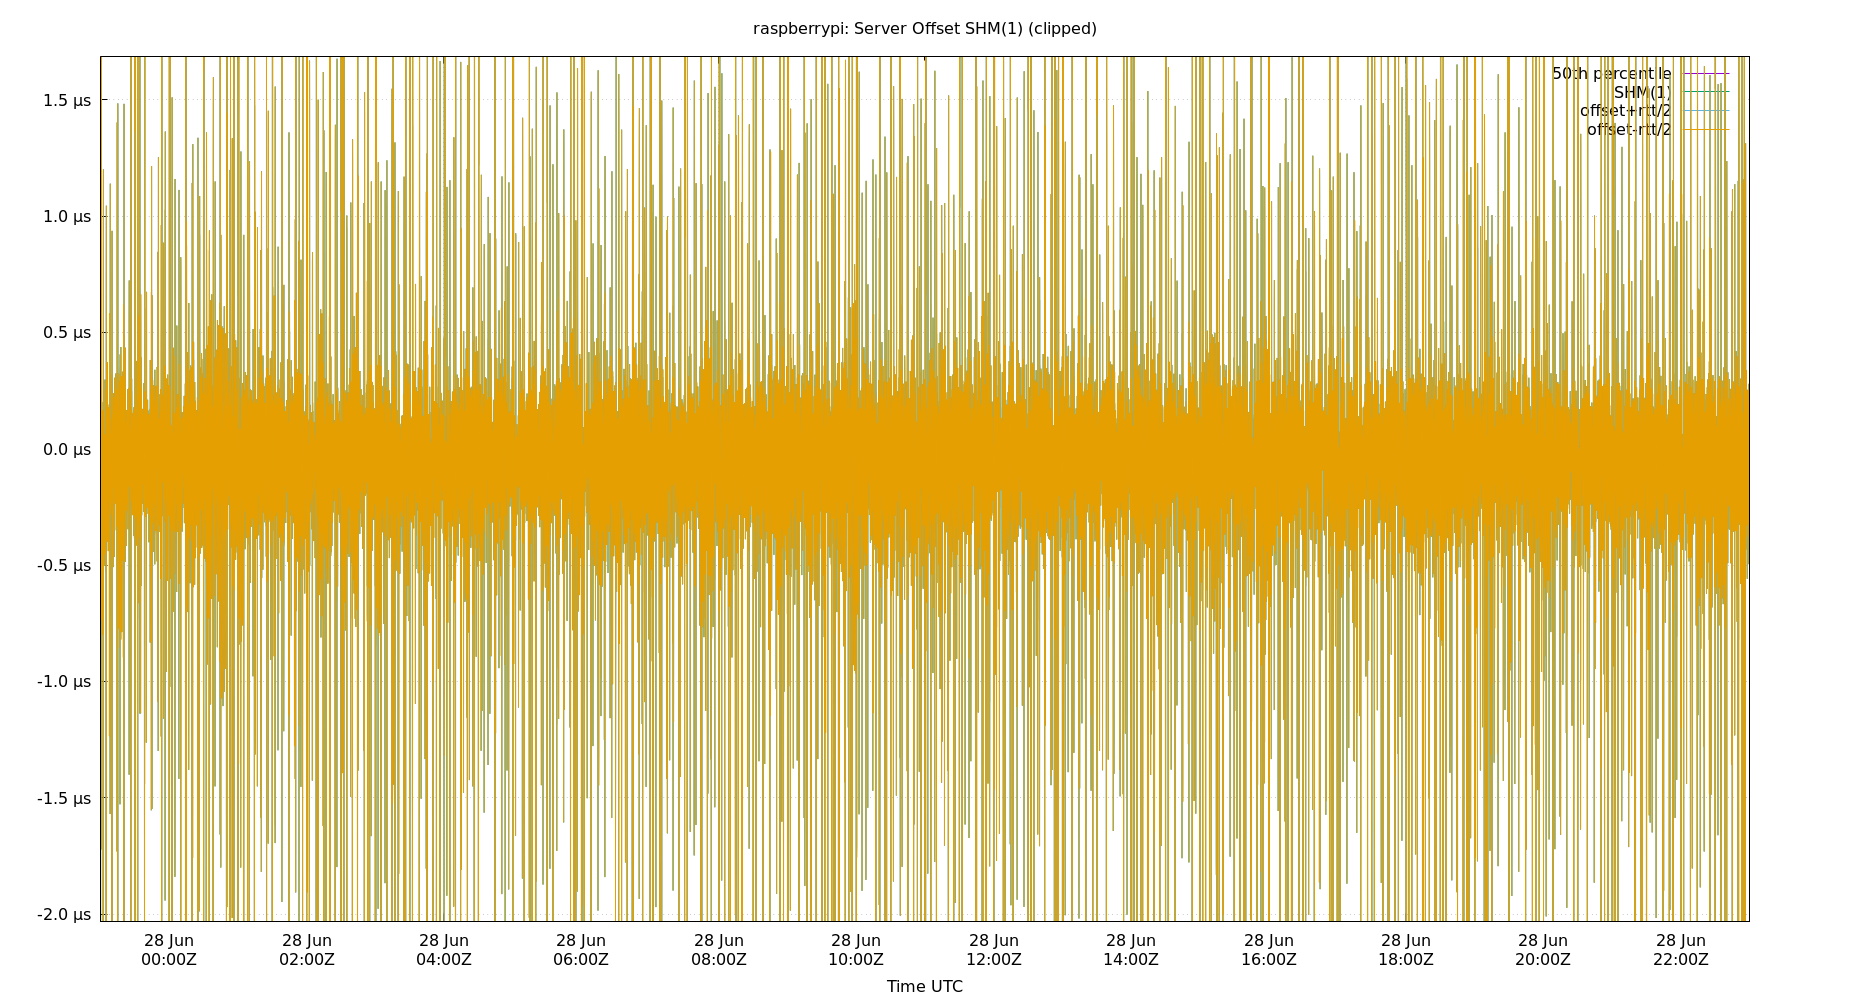 raspberrypi: Server Offset SHM(1) (clipped)
50th percentile
SHM(1)
offset+rtt/2
offset-rtt/2
1.5 µs
1.0 µs
0.5 µs
0.0 µs
-0.5 µs
-1.0 µs
-1.5 µs
-2.0 µs
28 Jun 28 Jun 28 Jun 28 Jun 28 Jun 28 Jun 28 Jun 28 Jun 28 Jun 28 Jun 28 Jun 28 Jun
00:00Z 02:00Z 04:00Z 06:00Z 08:00Z 10:00Z 12:00Z 14:00Z 16:00Z 18:00Z 20:00Z 22:00Z
Time UTC